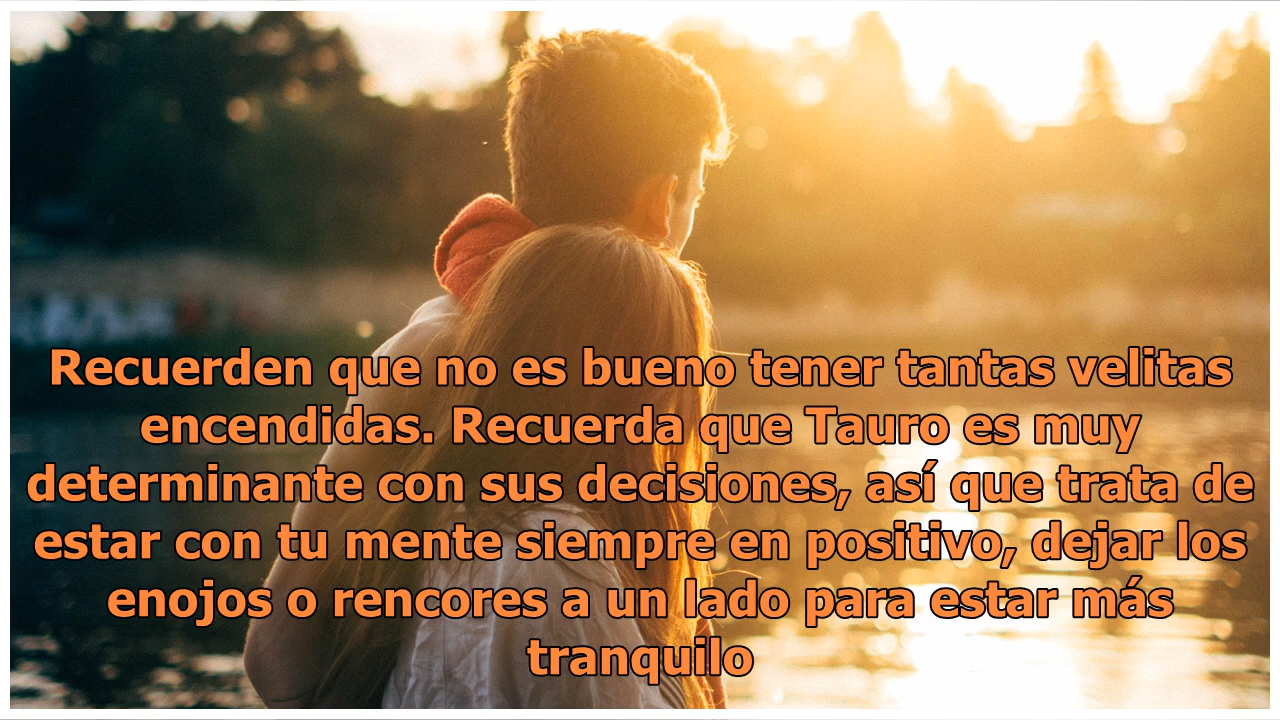 Recuerden que no es bueno tener tantas velitas
encendidas. Recuerda que Tauro es muy
determinante con sus decisiones, así que trata de
estar con tu mente siempre en positivo, dejar los
enojos o rencores a un lado para estar más
tranquilo